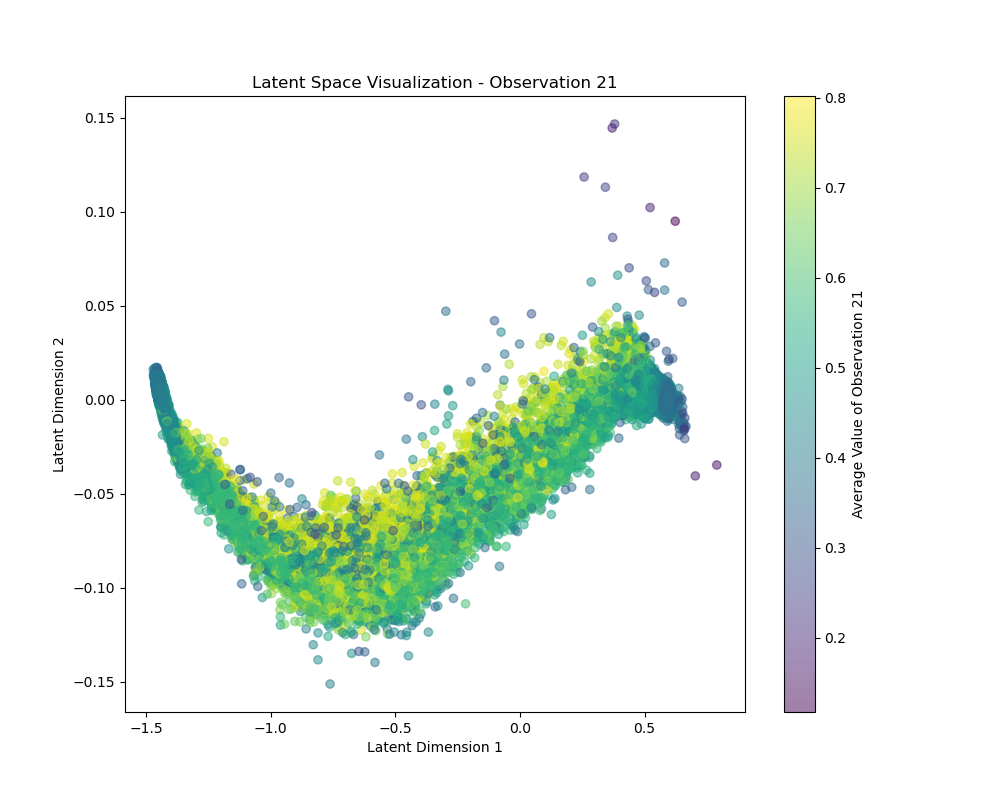 Latent Space Visualization - Observation 21
0.15
0.10
0.05
0.00
−0.05
−0.10
−0.15
Latent Dimension 2
−1.5 −1.0 −0.5 0.0 0.5
Latent Dimension 1
0.8
0.7
0.6
0.5
0.4
0.3
0.2
Average Value of Observation 21